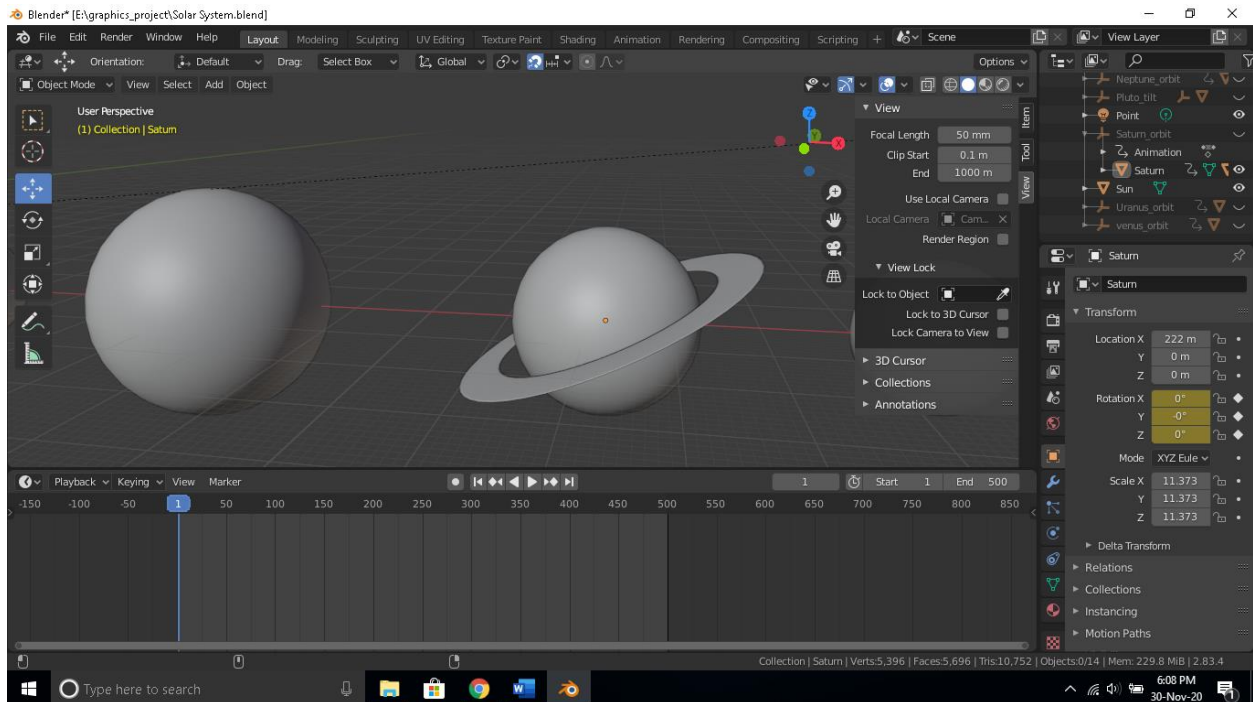 Blender* [E:\graphics_project\Solar System.blend]
File Edit Render Window Help Layout Modeling Sculpting UV Editing Texture Paint Shading Animation Rendering Compositing Scripting + Scene View Layer
Orientation: Default Drag: Select Box Global Options
Object Mode View Select Add Object
User Perspective
(1) Collection | Saturn
Z
X
View
Focal Length 50 mm
Clip Start 0.1 m
End 1000 m
Use Local Camera
Local Camera Cam...
Render Region
View Lock
Lock to Object
Lock to 3D Cursor
Lock Camera to View
3D Cursor
Collections
Annotations
Item
Tool
View
Neptune_orbit
Pluto_tilt
Point
Saturn_orbit
Animation
Saturn
Sun
Uranus_orbit
venus_orbit
Saturn
Saturn
Transform
Location X 222 m
Y 0 m
Z 0 m
Rotation X 0°
Y -0°
Z 0°
Mode XYZ Eule
Scale X 11.373
Y 11.373
Z 11.373
Delta Transform
Relations
Collections
Instancing
Motion Paths
Playback Keying View Marker 1 Start 1 End 500
-150 -100 -50 1 50 100 150 200 250 300 350 400 450 500 550 600 650 700 750 800 850
Collection | Saturn | Verts:5,396 | Faces:5,696 | Tris:10,752 | Objects:0/14 | Mem: 229.8 MiB | 2.83.4
Type here to search
6:08 PM
30-Nov-20
1